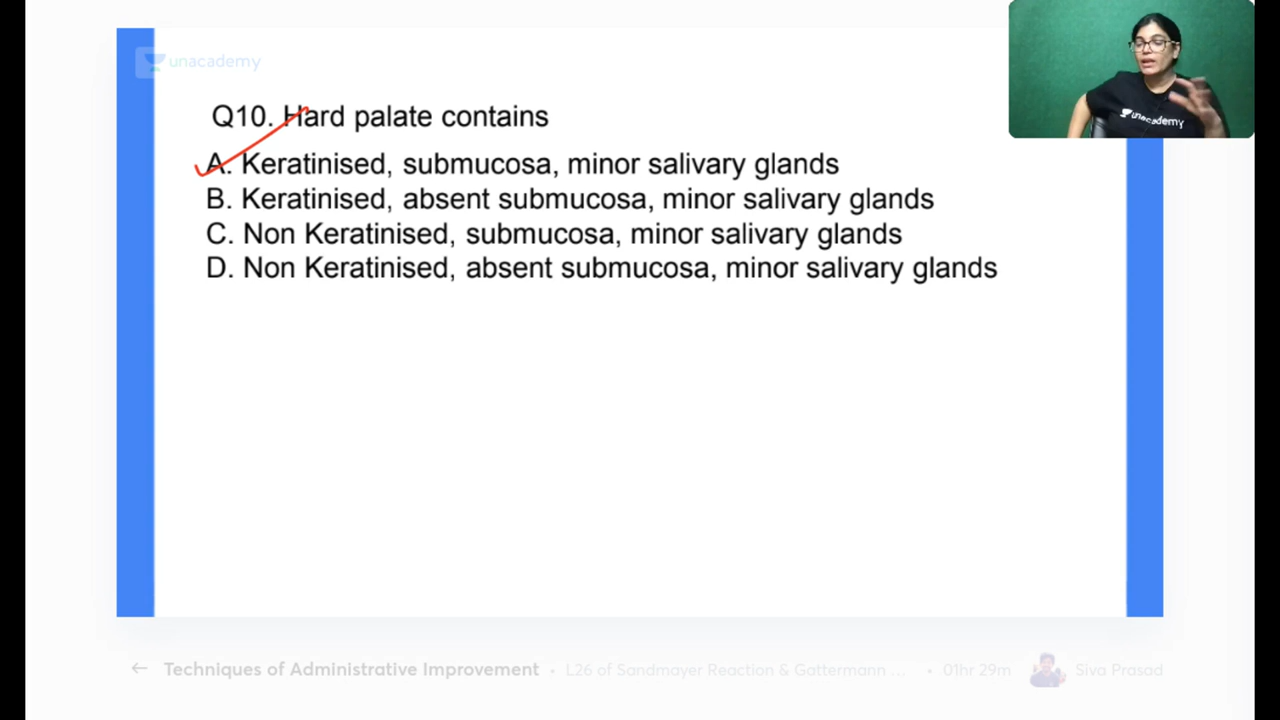 unacademy
unacademy
Q10. Hard palate contains
A. Keratinised, submucosa, minor salivary glands
B. Keratinised, absent submucosa, minor salivary glands
C. Non Keratinised, submucosa, minor salivary glands
D. Non Keratinised, absent submucosa, minor salivary glands
← Techniques of Administrative Improvement • L26 of Sandmayer Reaction & Gattermann ... • 01hr 29m Siva Prasad